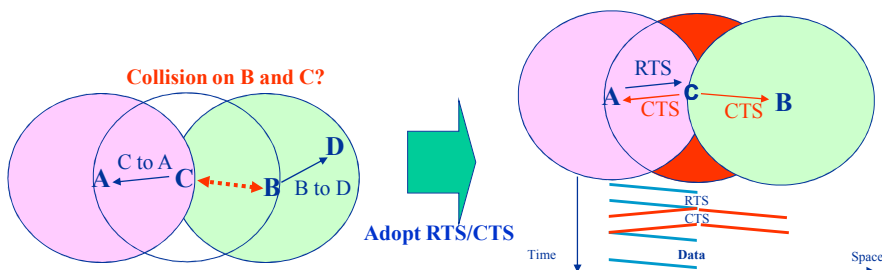 Collision on B and C?
A
C to A
C
B
D
B to D
Adopt RTS/CTS
RTS
A
C
B
CTS
CTS
RTS
CTS
Time
Data
Space